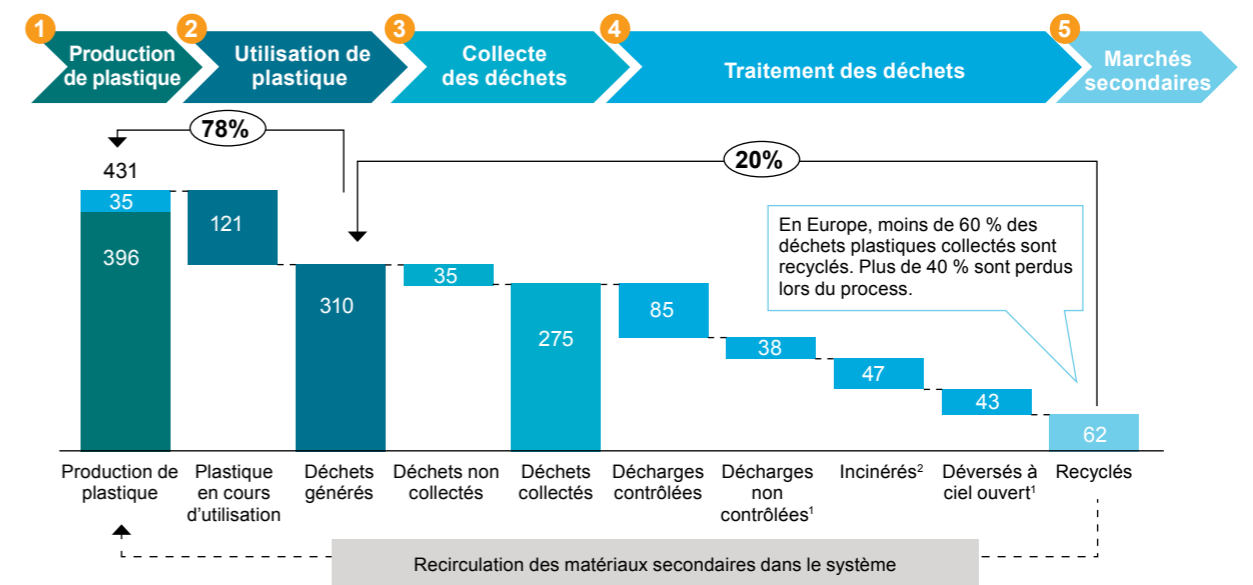 1
2
3
4
5
Production
de plastique
Utilisation de
plastique
Collecte
des déchets
Traitement des déchets
Marchés
secondaires
78%
20%
431
35
396
121
310
35
275
85
38
47
43
62
En Europe, moins de 60 % des
déchets plastiques collectés sont
recyclés. Plus de 40 % sont perdus
lors du process.
Production de
plastique
Plastique
en cours
d'utilisation
Déchets
générés
Déchets non
collectés
Déchets
collectés
Décharges
contrôlées
Décharges
non
contrôlées¹
Incinérés²
Déversés à
ciel ouvert¹
Recyclés
Recirculation des matériaux secondaires dans le système